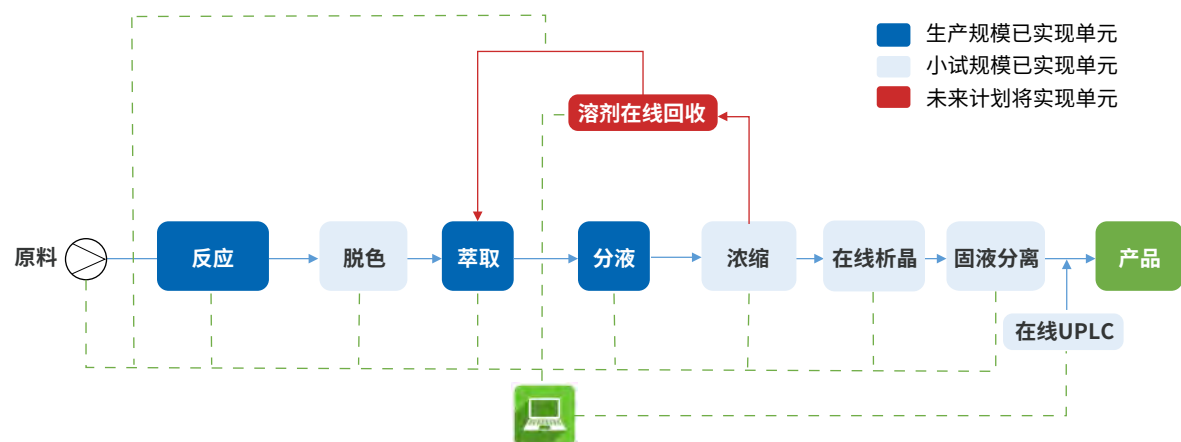 生产规模已实现单元
小试规模已实现单元
未来计划将实现单元
溶剂在线回收
原料
反应
脱色
萃取
分液
浓缩
在线析晶
固液分离
产品
在线UPLC